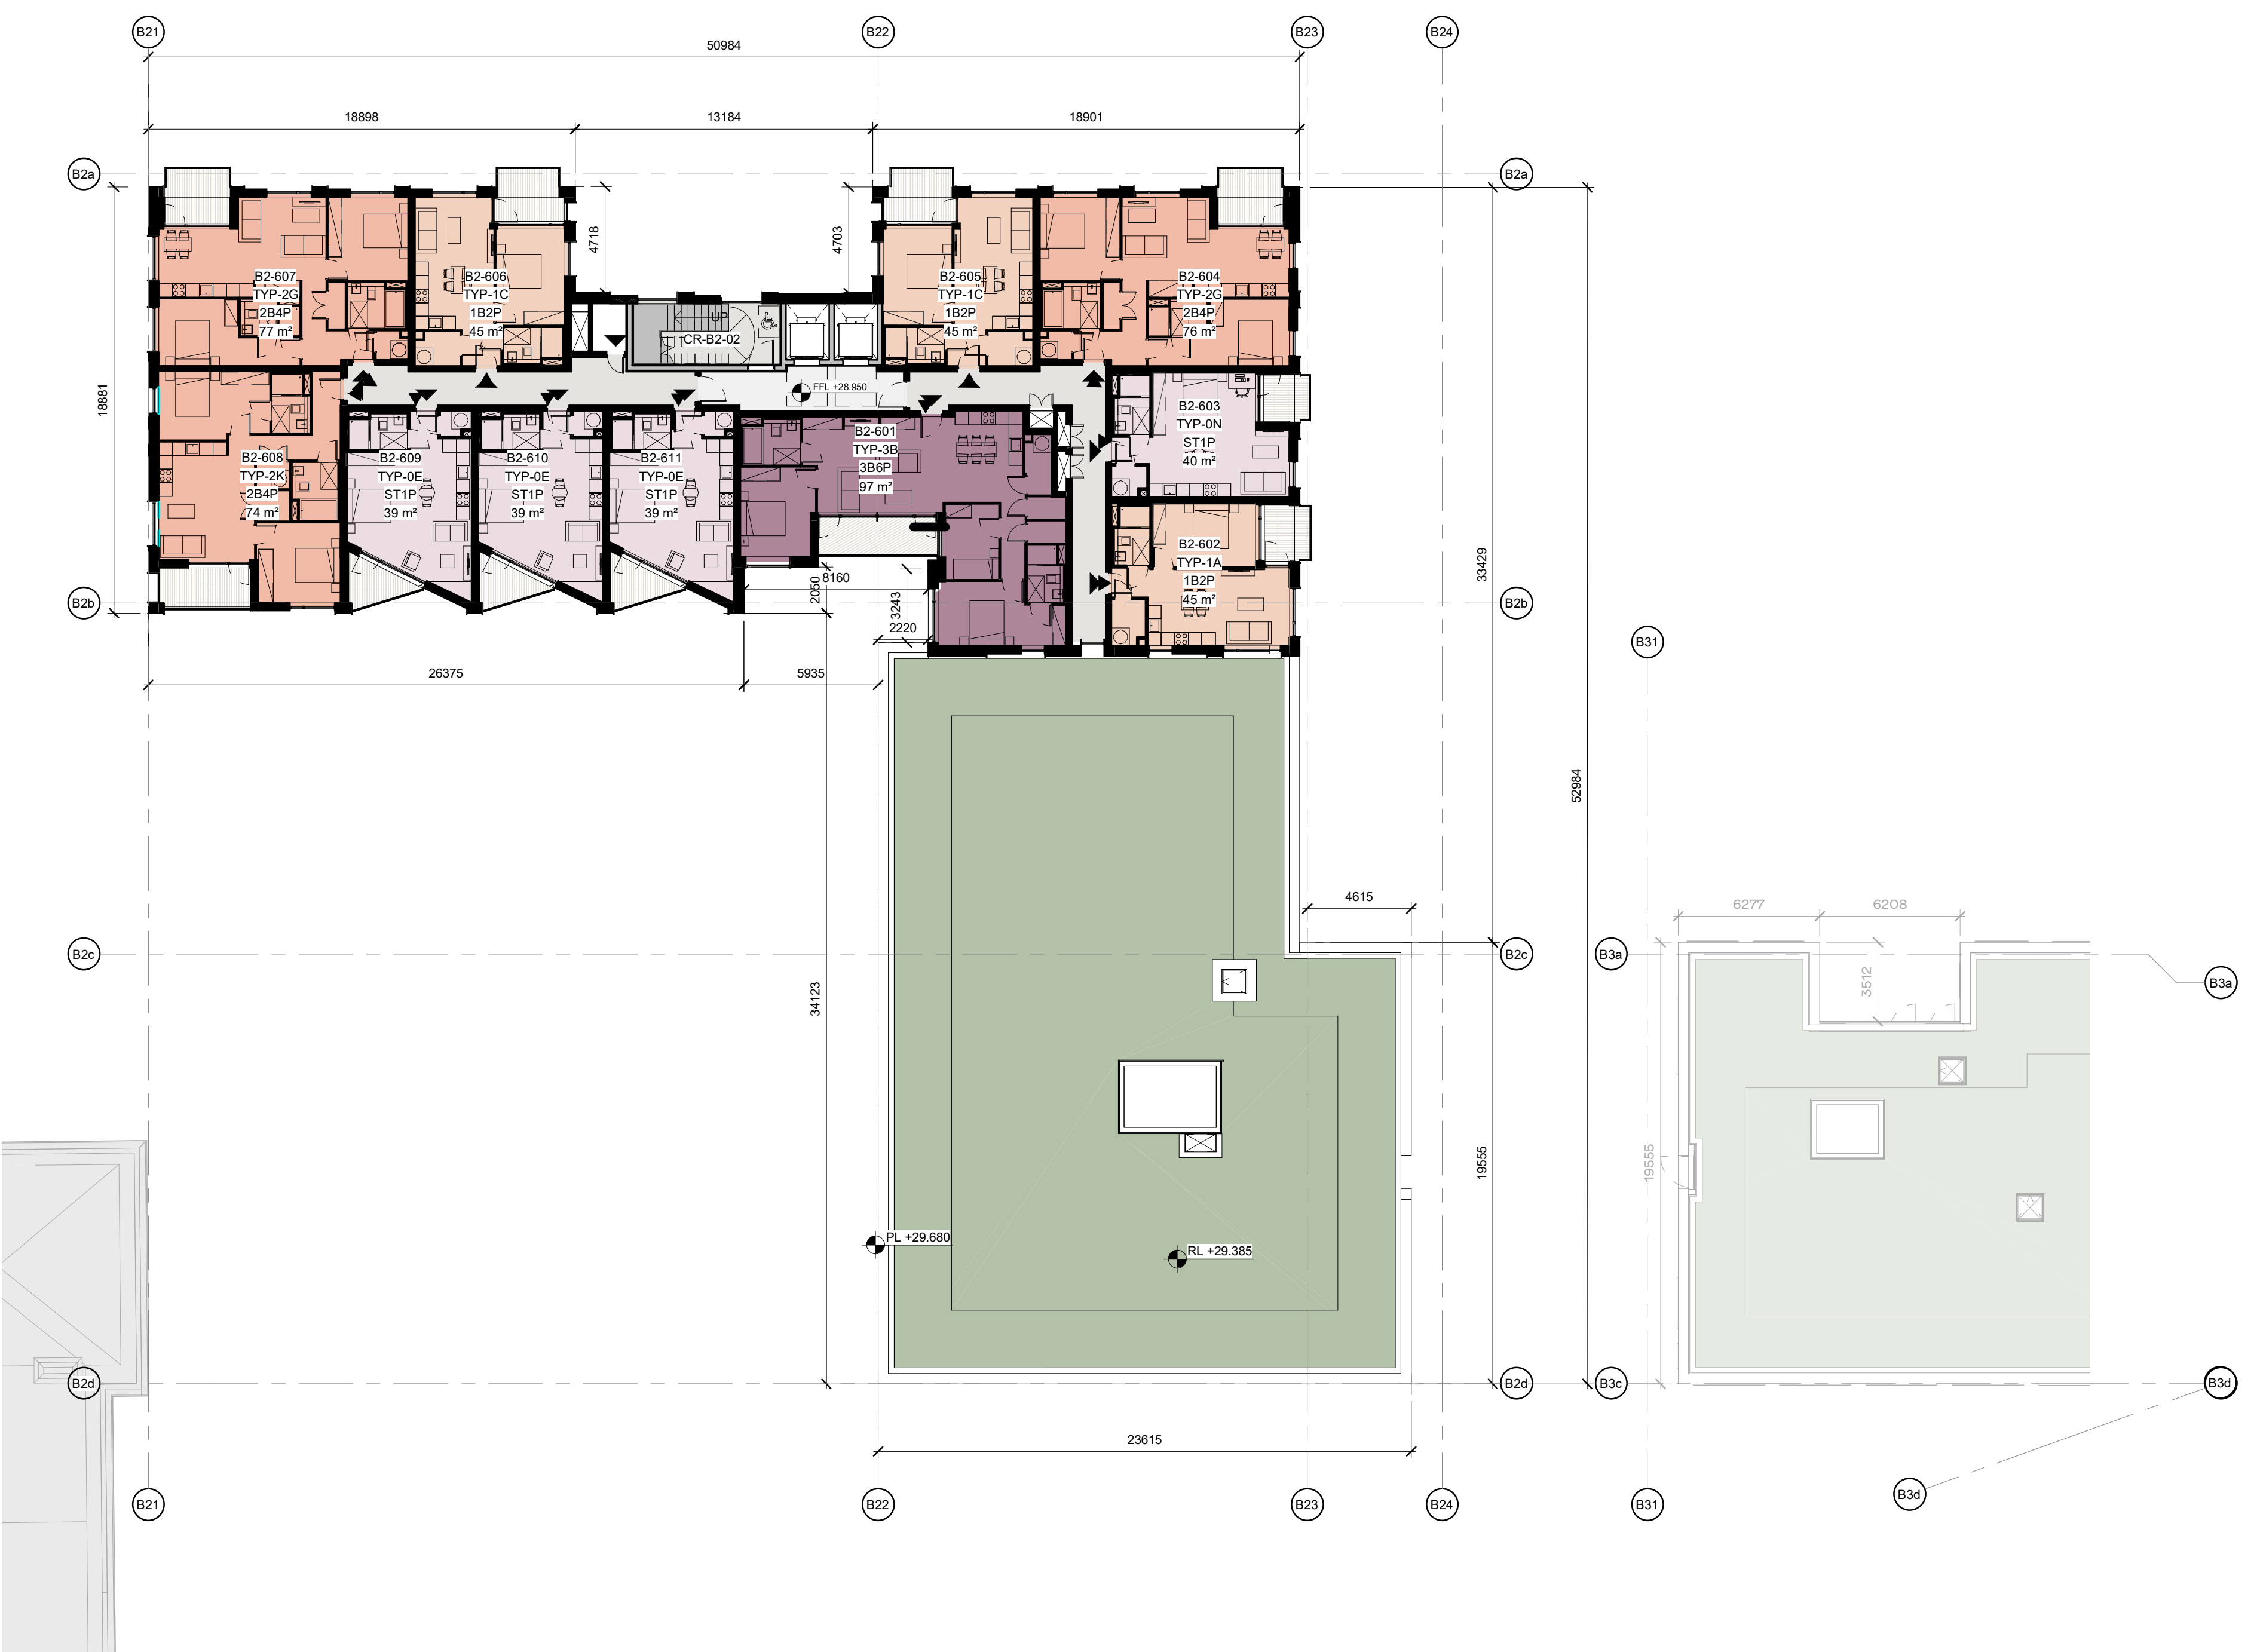 B21
B22
B23
B24
50984
18898
13184
18901
B2a
B2a
4718
4703
B2-607
TYP-2G
2B4P
77 m²
B2-606
TYP-1C
1B2P
45 m²
B2-605
TYP-1C
1B2P
45 m²
B2-604
TYP-2G
2B4P
76 m²
UP
CR-B2-02
FFL +28.950
18881
B2-608
TYP-2K
2B4P
74 m²
B2-609
TYP-0E
ST1P
39 m²
B2-610
TYP-0E
ST1P
39 m²
B2-611
TYP-0E
ST1P
39 m²
B2-601
TYP-3B
3B6P
97 m²
B2-603
TYP-0N
ST1P
40 m²
B2-602
TYP-1A
1B2P
45 m²
33429
B2b
B2b
8160
2050
3243
2220
B31
26375
5935
52984
4615
6277
6208
B2c
B2c
B3a
B3a
3512
34123
19555
19555
PL +29.680
RL +29.385
B2d
B2d
B3c
B3d
23615
B21
B22
B23
B24
B31
B3d